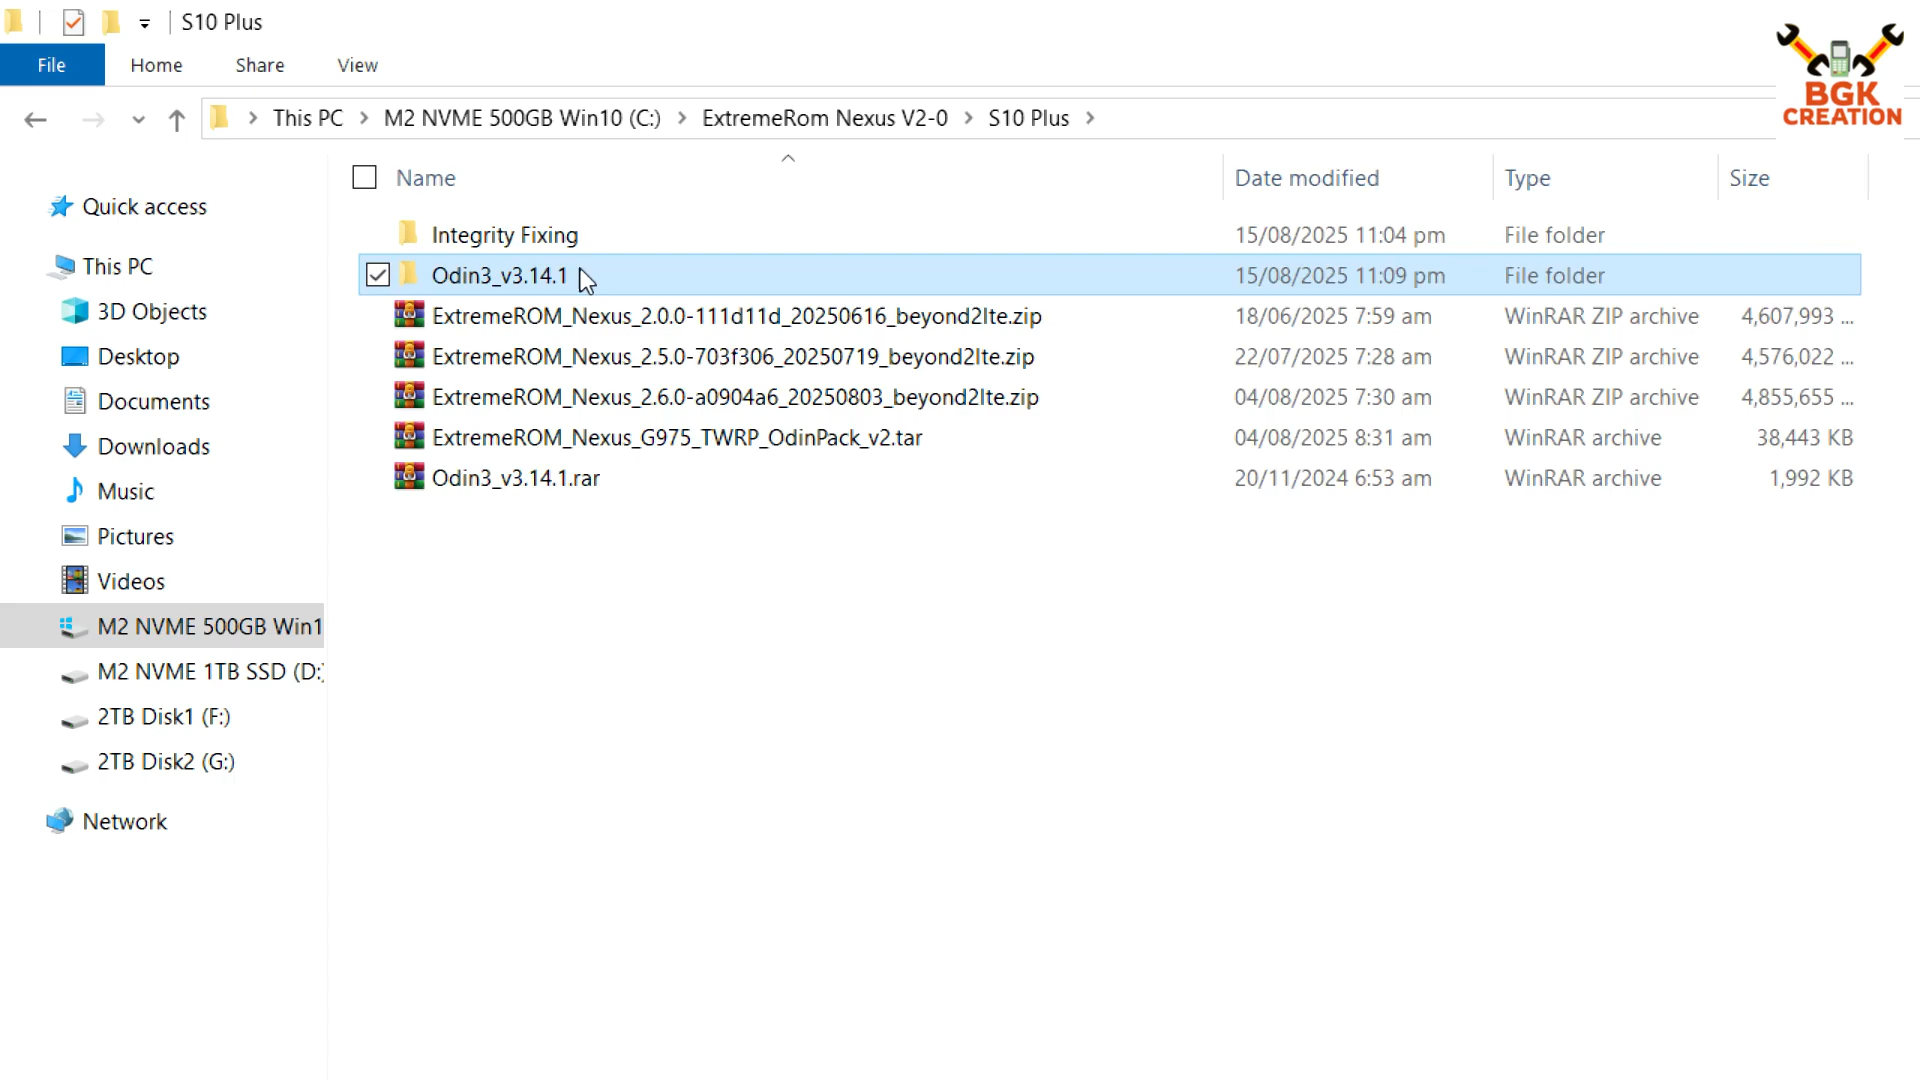 S10 Plus
File Home Share View
BGK
CREATION
This PC M2 NVME 500GB Win10 (C:) ExtremeRom Nexus V2-0 S10 Plus
Name Date modified Type Size
Quick access
This PC
3D Objects
Desktop
Documents
Downloads
Music
Pictures
Videos
M2 NVME 500GB Win1
M2 NVME 1TB SSD (D:)
2TB Disk1 (F:)
2TB Disk2 (G:)
Network
Integrity Fixing 15/08/2025 11:04 pm File folder
Odin3_v3.14.1 15/08/2025 11:09 pm File folder
ExtremeROM_Nexus_2.0.0-111d11d_20250616_beyond2lte.zip 18/06/2025 7:59 am WinRAR ZIP archive 4,607,993 ...
ExtremeROM_Nexus_2.5.0-703f306_20250719_beyond2lte.zip 22/07/2025 7:28 am WinRAR ZIP archive 4,576,022 ...
ExtremeROM_Nexus_2.6.0-a0904a6_20250803_beyond2lte.zip 04/08/2025 7:30 am WinRAR ZIP archive 4,855,655 ...
ExtremeROM_Nexus_G975_TWRP_OdinPack_v2.tar 04/08/2025 8:31 am WinRAR archive 38,443 KB
Odin3_v3.14.1.rar 20/11/2024 6:53 am WinRAR archive 1,992 KB